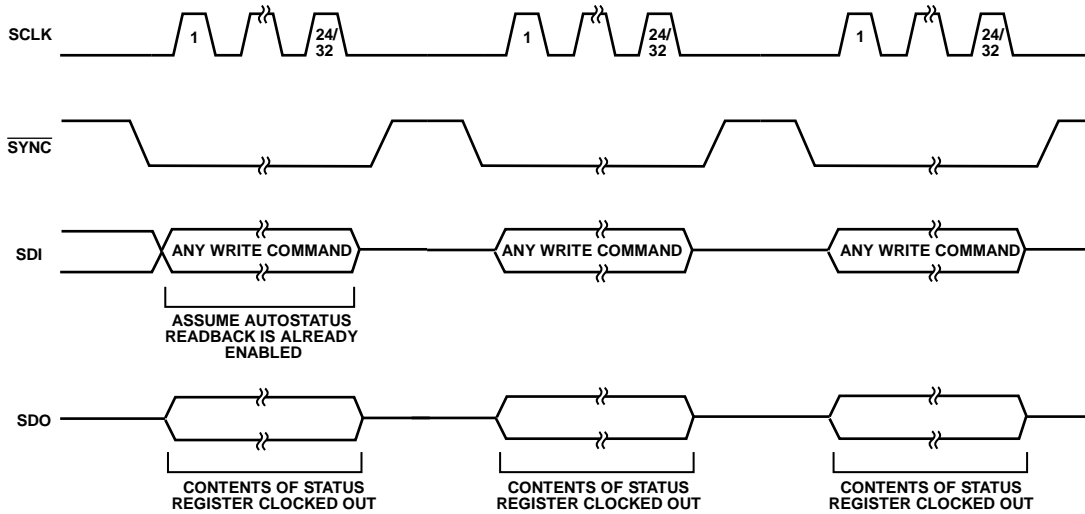 SCLK
1
24/
32
1
24/
32
1
24/
32
SYNC
SDI
ANY WRITE COMMAND
ANY WRITE COMMAND
ANY WRITE COMMAND
ASSUME AUTOSTATUS
READBACK IS ALREADY
ENABLED
SDO
CONTENTS OF STATUS
REGISTER CLOCKED OUT
CONTENTS OF STATUS
REGISTER CLOCKED OUT
CONTENTS OF STATUS
REGISTER CLOCKED OUT